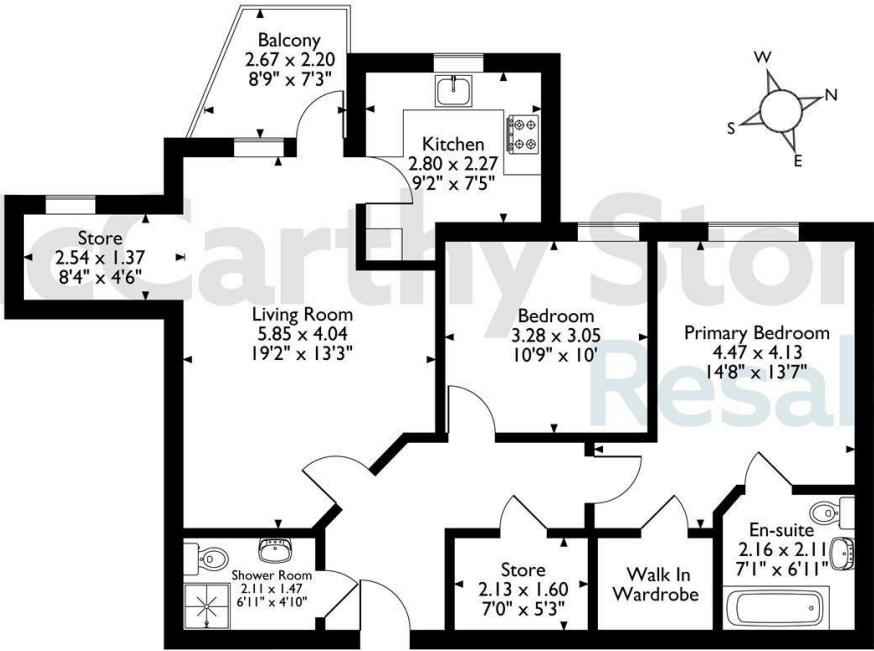 Balcony
2.67 x 2.20
8'9" x 7'3"
W
N
S
E
Kitchen
2.80 x 2.27
9'2" x 7'5"
Store
2.54 x 1.37
8'4" x 4'6"
cCarthy Ston
Living Room
5.85 x 4.04
19'2" x 13'3"
Bedroom
3.28 x 3.05
10'9" x 10'
Primary Bedroom
4.47 x 4.13
14'8" x 13'7"
Resal
En-suite
2.16 x 2.11
7'1" x 6'11"
Shower Room
2.11 x 1.47
6'11" x 4'10"
Store
2.13 x 1.60
7'0" x 5'3"
Walk In
Wardrobe